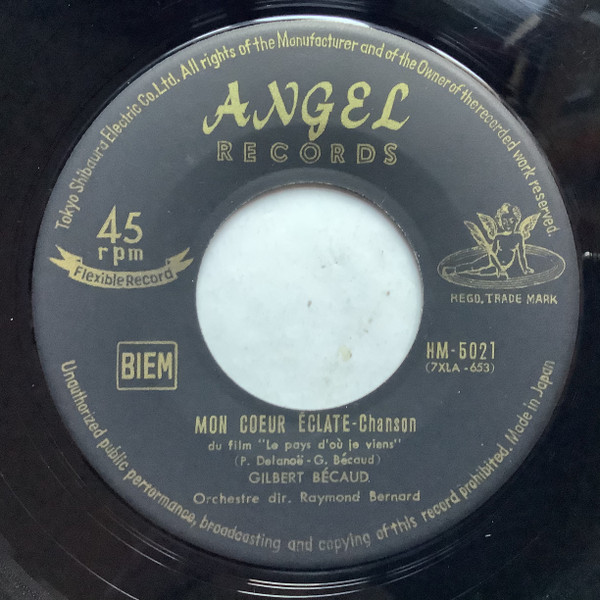 Tokyo Shibaura Electric Co. Ltd. All rights of the Manufacturer and of the Owner of the recorded work reserved.
ANGEL
RECORDS
45
rpm
Flexible Record
REGD. TRADE MARK
BIEM
HM-5021
(7XLA-653)
MON COEUR ÉCLATE-Chanson
du film "Le pays d'où je viens"
(P. Delanoë - G. Bécaud)
GILBERT BÉCAUD
Orchestre dir. Raymond Bernard
Unauthorized public performance, broadcasting and copying of this record prohibited. Made in Japan